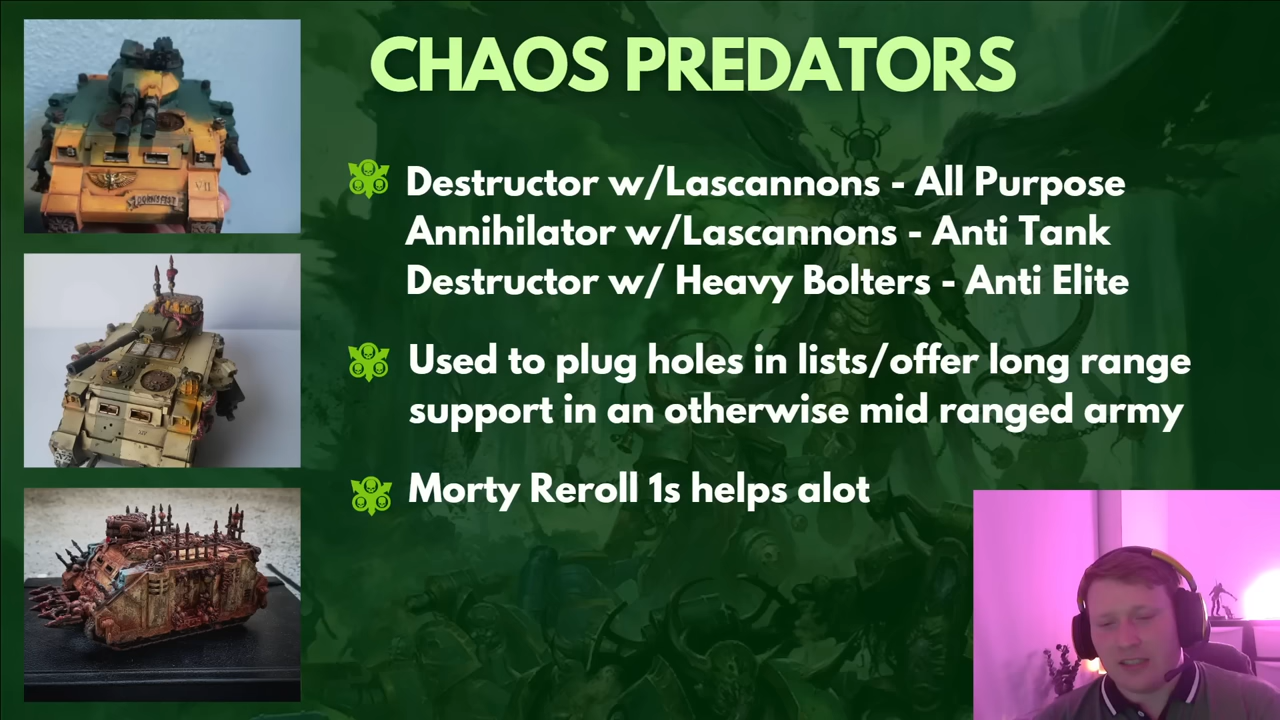 CHAOS PREDATORS
Destructor w/Lascannons - All Purpose
Annihilator w/Lascannons - Anti Tank
Destructor w/ Heavy Bolters - Anti Elite
Used to plug holes in lists/offer long range
support in an otherwise mid ranged army
Morty Reroll 1s helps alot
VII